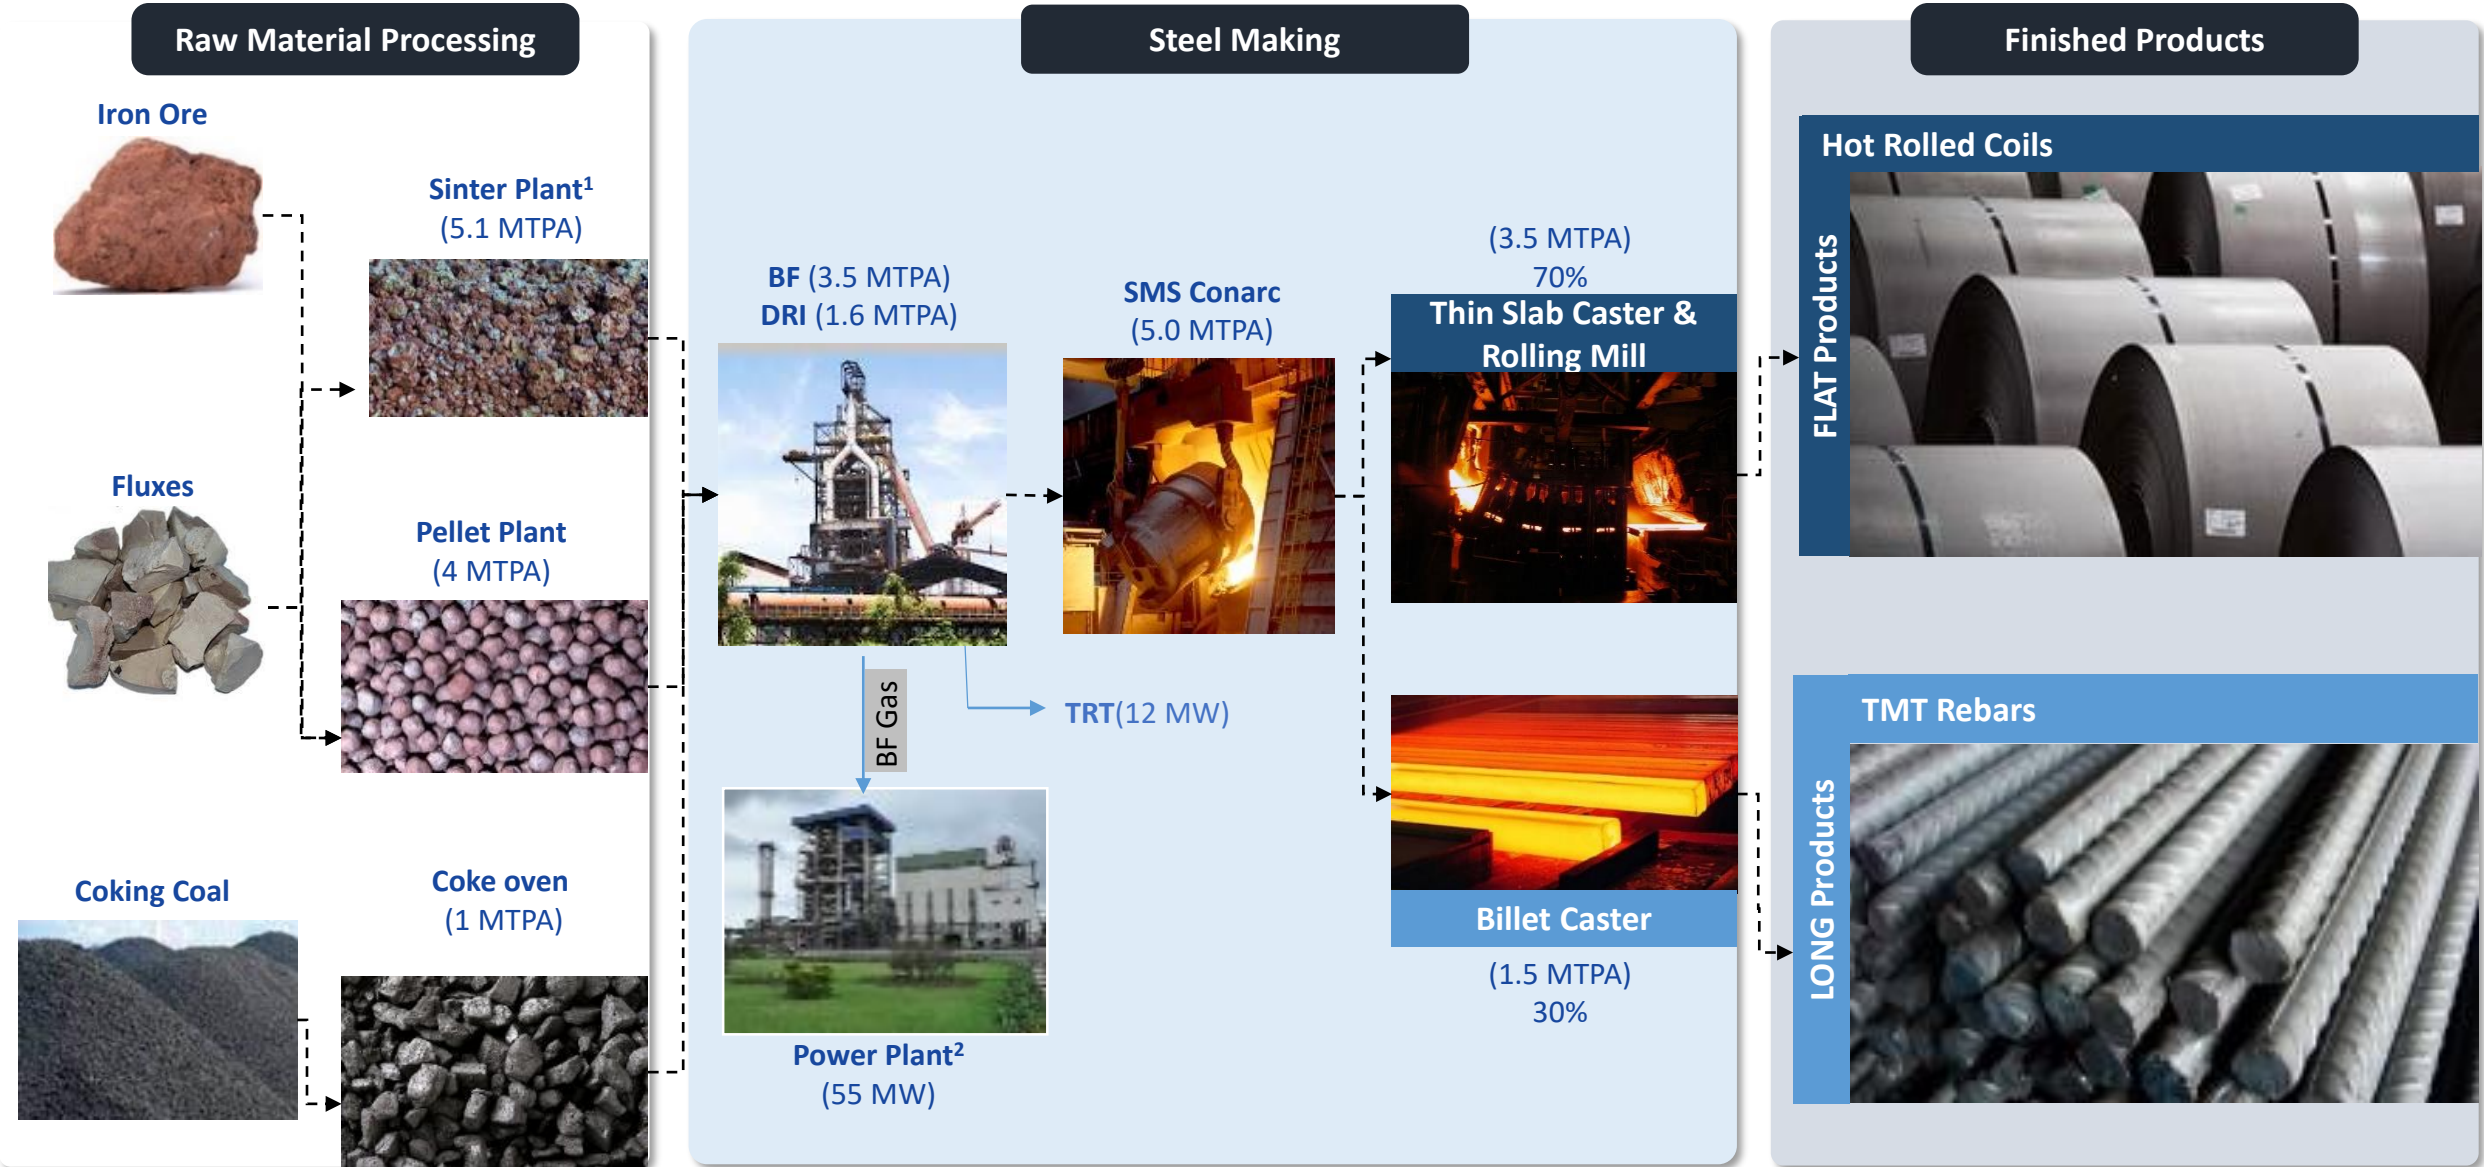 Raw Material Processing
Iron Ore
Sinter Plant¹
(5.1 MTPA)
Fluxes
Pellet Plant
(4 MTPA)
Coking Coal
Coke oven
(1 MTPA)
Steel Making
BF (3.5 MTPA)
DRI (1.6 MTPA)
BF Gas
TRT(12 MW)
Power Plant²
(55 MW)
SMS Conarc
(5.0 MTPA)
(3.5 MTPA)
70%
Thin Slab Caster &
Rolling Mill
Billet Caster
(1.5 MTPA)
30%
Finished Products
Hot Rolled Coils
FLAT Products
TMT Rebars
LONG Products